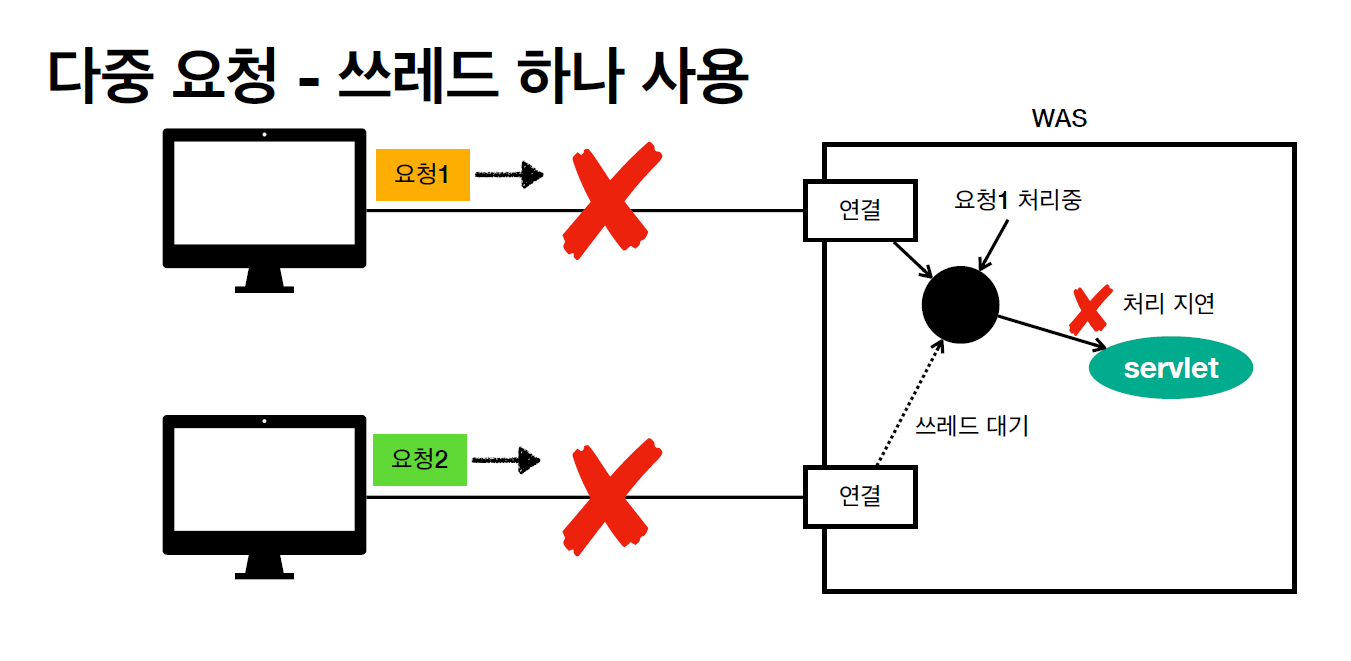 다중 요청 - 쓰레드 하나 사용
WAS
요청1
연결
요청1 처리중
처리 지연
servlet
쓰레드 대기
요청2
연결